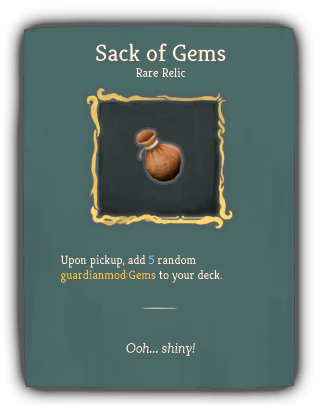 Sack of Gems
Rare Relic
Upon pickup, add 5 random
guardianmod:Gems to your deck.
Ooh... shiny!